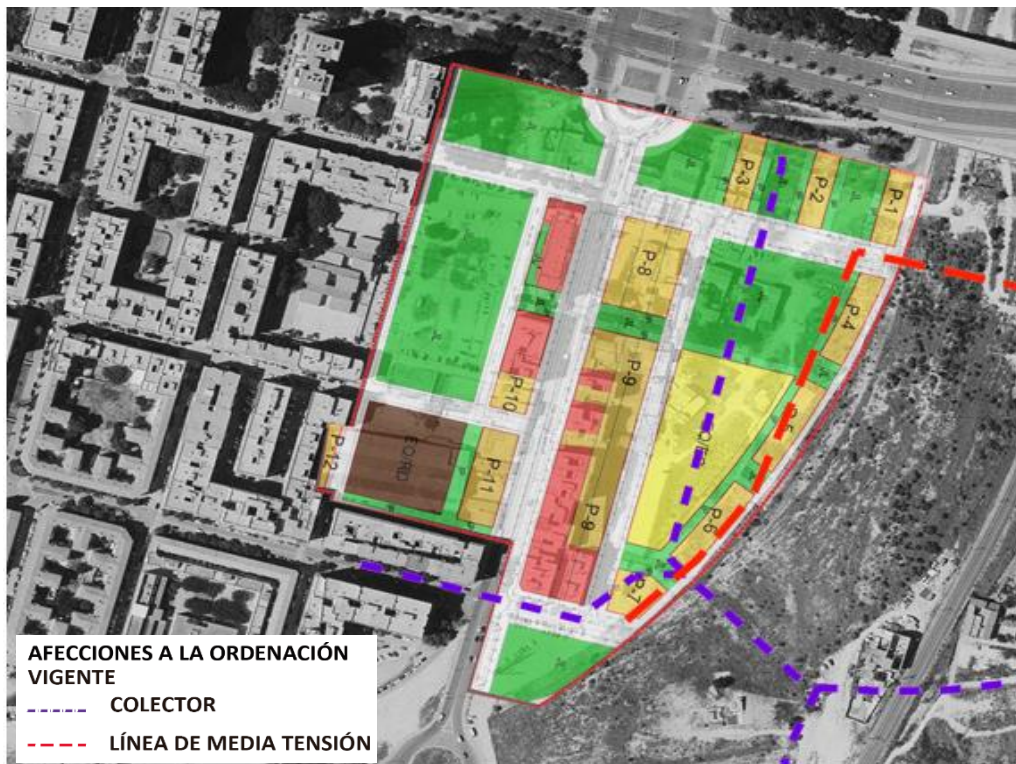 P-3
P-2
P-1
P-8
P-4
P-9
P-10
P-5
P-12
EQ/RD
P-11
P-9
P-6
P-7
AFECCIONES A LA ORDENACIÓN
VIGENTE
COLECTOR
LÍNEA DE MEDIA TENSIÓN